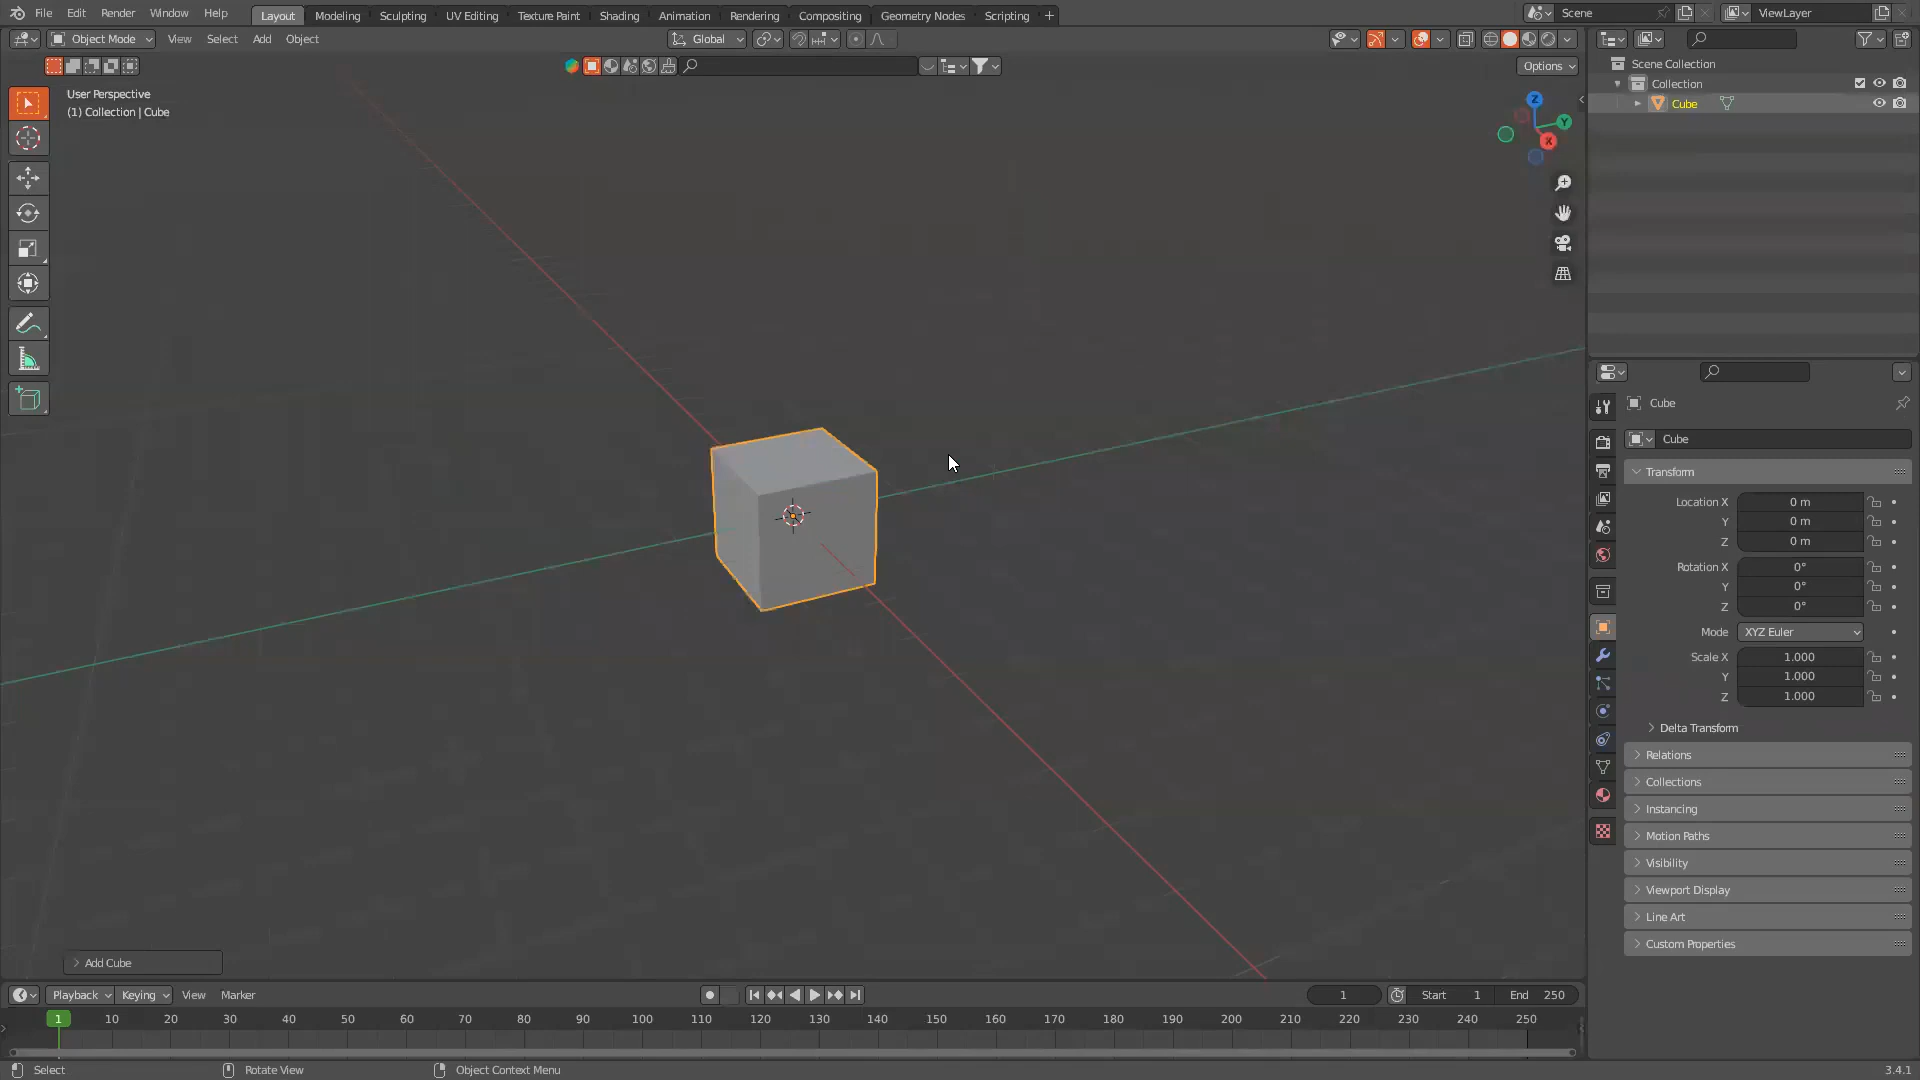 File Edit Render Window Help Layout Modeling Sculpting UV Editing Texture Paint Shading Animation Rendering Compositing Geometry Nodes Scripting + Scene ViewLayer
Object Mode View Select Add Object Global
Options
Scene Collection
Collection
Cube
User Perspective
(1) Collection | Cube
Z
Y
X
Cube
Cube
Transform
Location X 0 m
Y 0 m
Z 0 m
Rotation X 0°
Y 0°
Z 0°
Mode XYZ Euler
Scale X 1.000
Y 1.000
Z 1.000
Delta Transform
Relations
Collections
Instancing
Motion Paths
Visibility
Viewport Display
Line Art
Custom Properties
Add Cube
Playback Keying View Marker 1 Start 1 End 250
1 10 20 30 40 50 60 70 80 90 100 110 120 130 140 150 160 170 180 190 200 210 220 230 240 250
Select Rotate View Object Context Menu 3.4.1